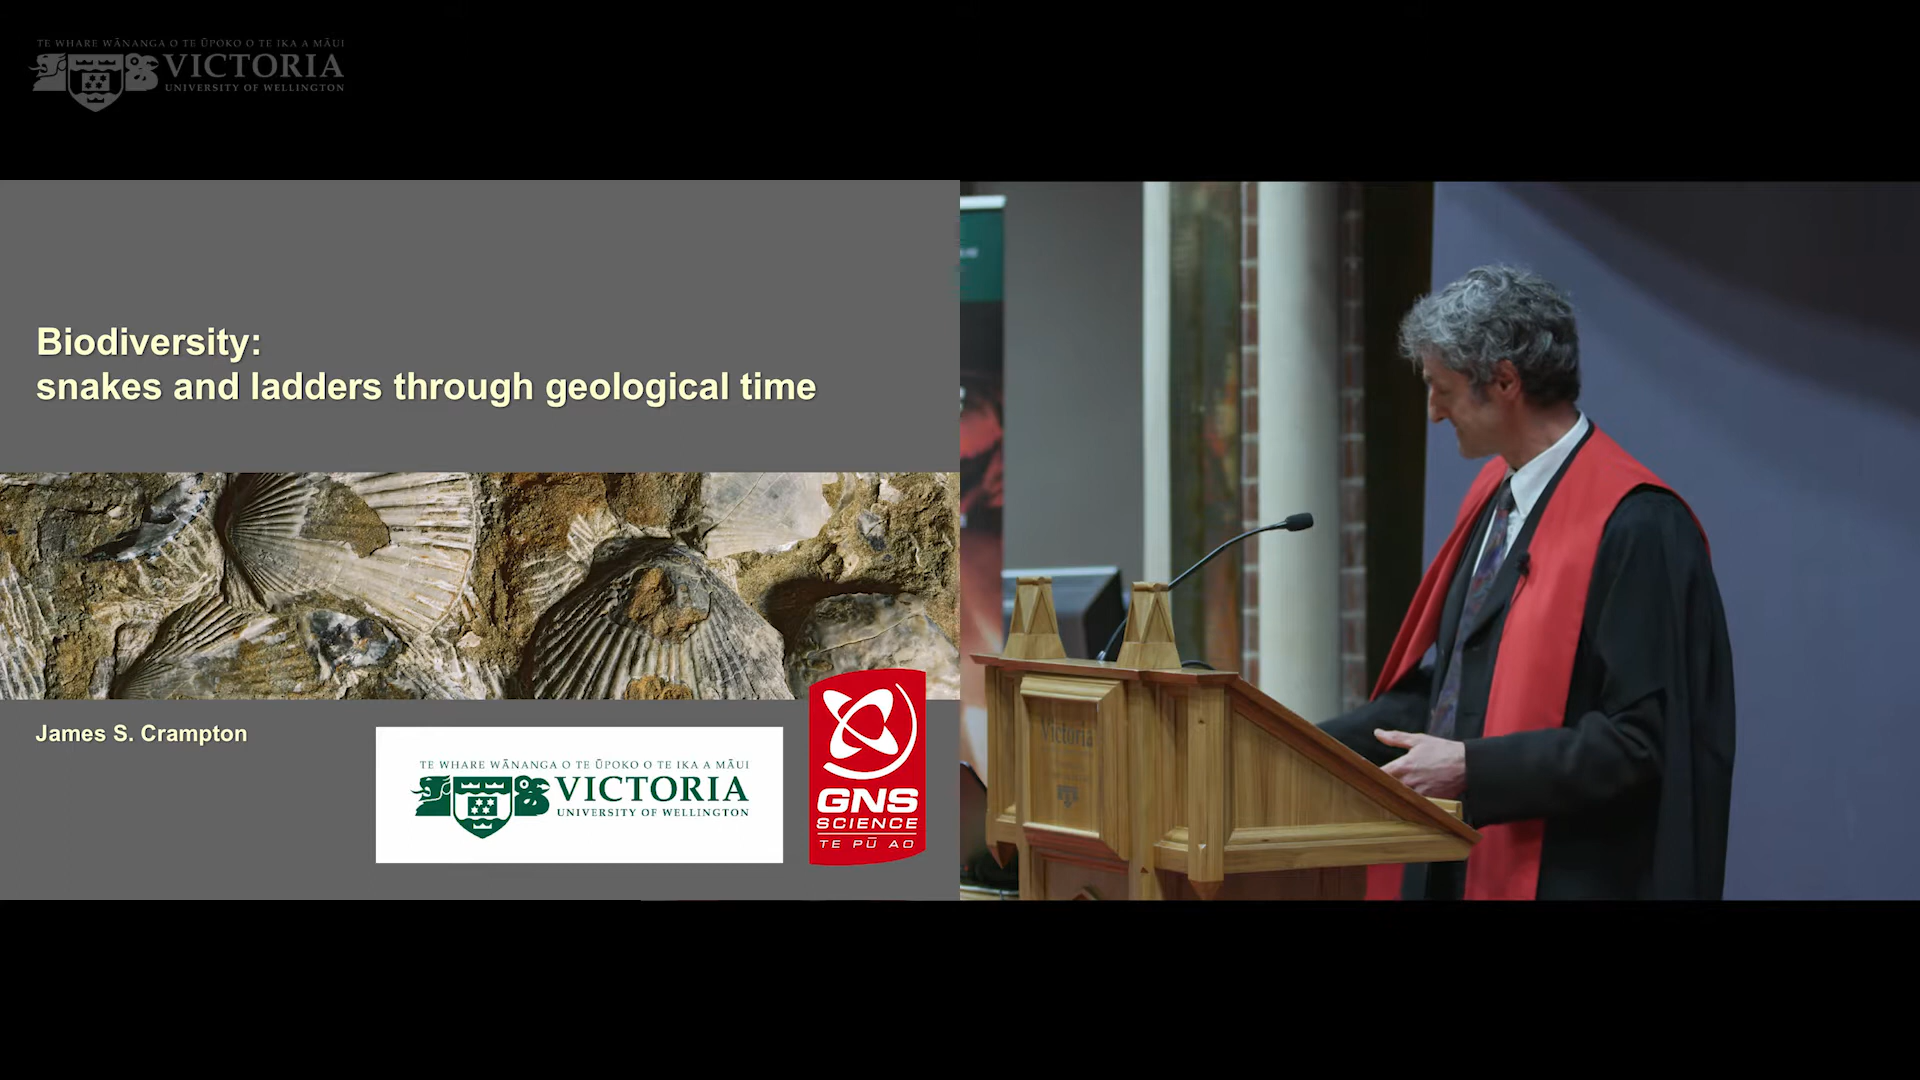 TE WHARE WĀNANGA O TE ŪPOKO O TE IKA A MĀUI
VICTORIA
UNIVERSITY OF WELLINGTON
Biodiversity:
snakes and ladders through geological time
James S. Crampton
TE WHARE WĀNANGA O TE ŪPOKO O TE IKA A MĀUI
VICTORIA
UNIVERSITY OF WELLINGTON
GNS
SCIENCE
TE PŪ AO
Victoria